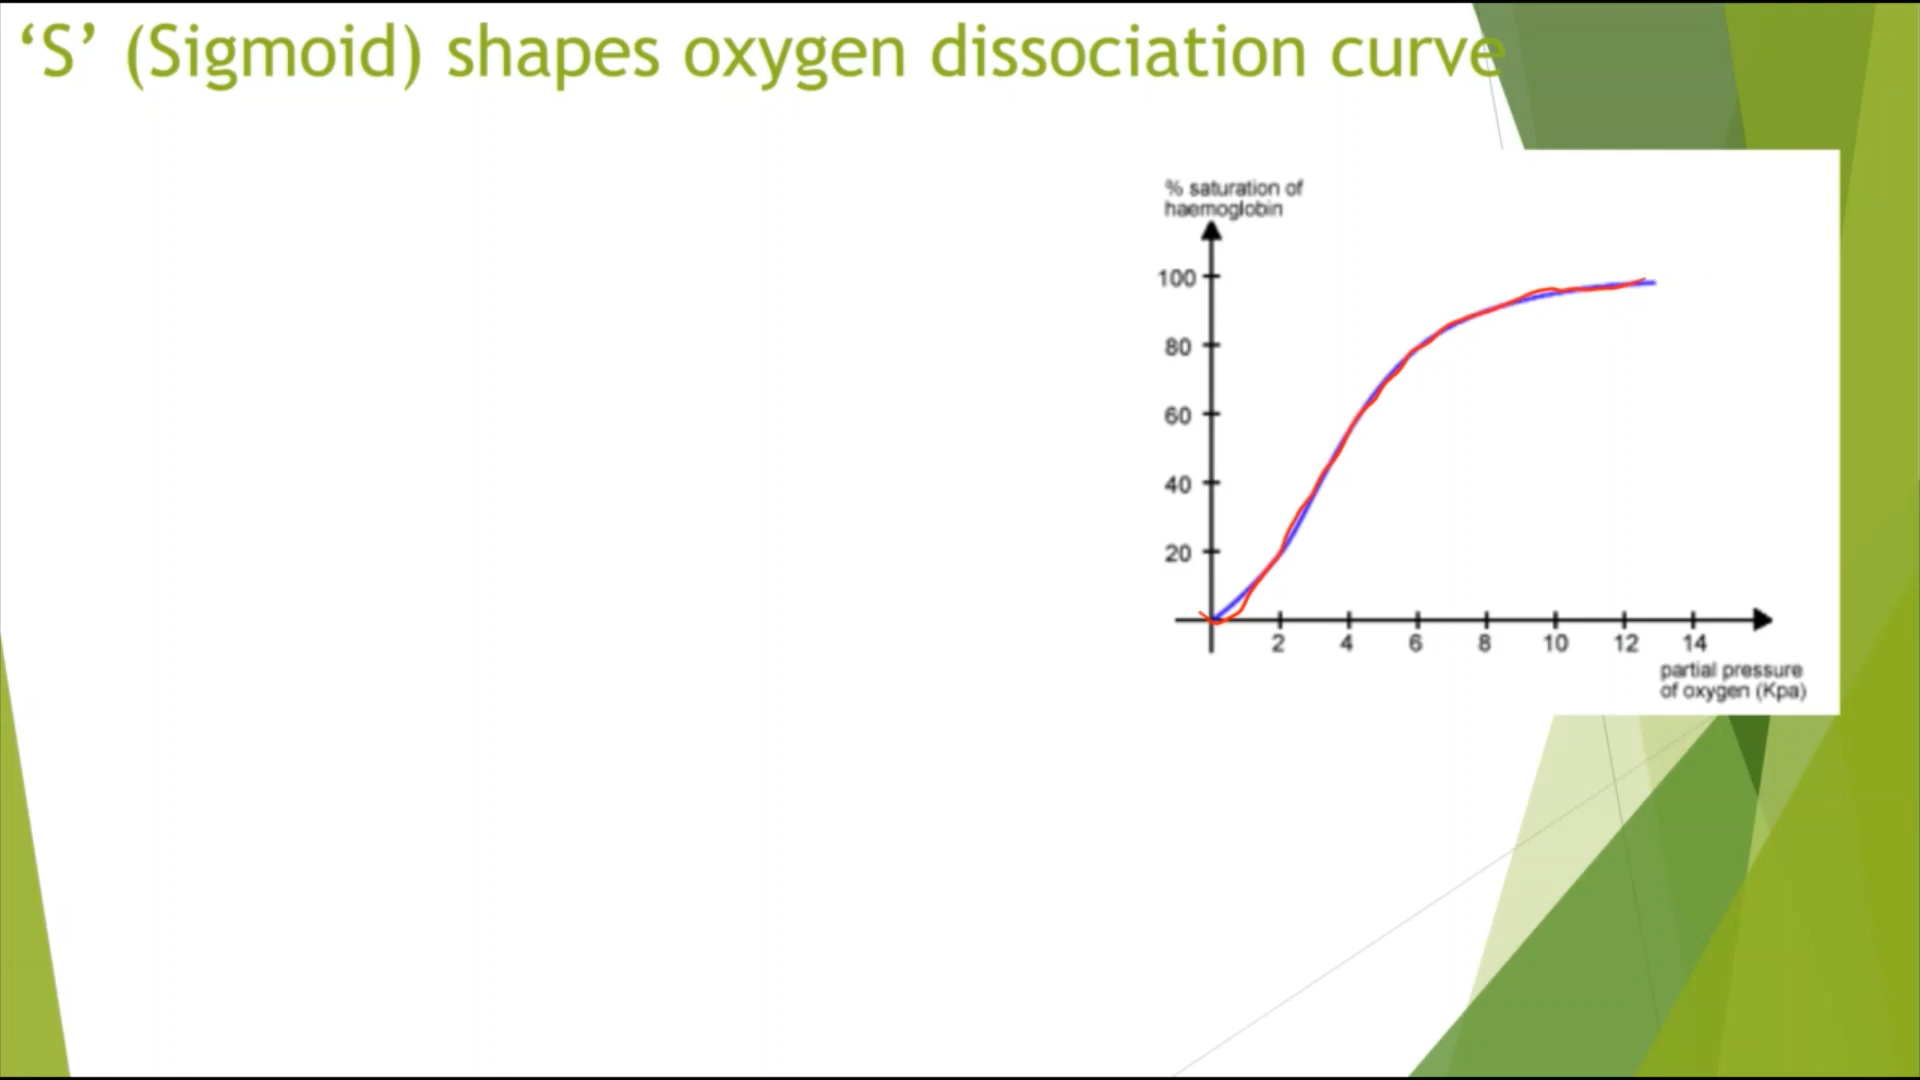 ‘S’ (Sigmoid) shapes oxygen dissociation curve
% saturation of
haemoglobin
100
80
60
40
20
2 4 6 8 10 12 14
partial pressure
of oxygen (Kpa)